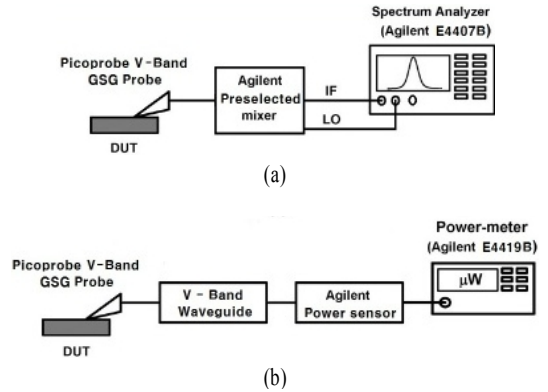 Spectrum Analyzer
(Agilent E4407B)
Picoprobe V-Band
GSG Probe
Agilent
Preselected
mixer
IF
LO
DUT
(a)
Power-meter
(Agilent E4419B)
Picoprobe V-Band
GSG Probe
μW
V - Band
Waveguide
Agilent
Power sensor
DUT
(b)